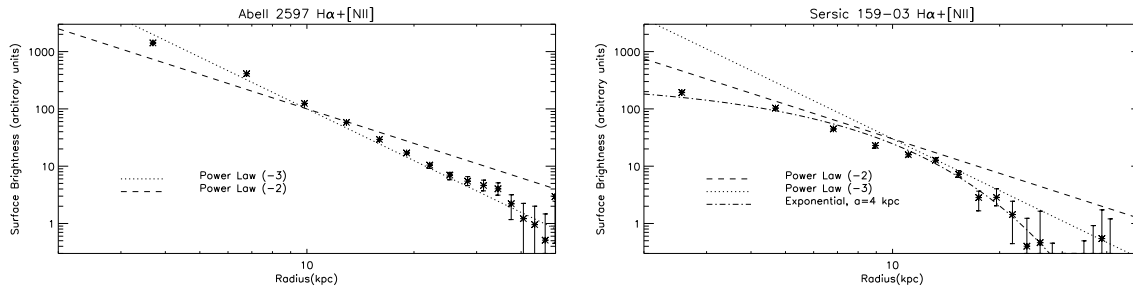 Abell 2597 Hα+[NII]
Surface Brightness (arbitrary units)
1000
100
10
1
Power Law (-3)
Power Law (-2)
10
Radius(kpc)
Sersic 159-03 Hα+[NII]
Surface Brightness (arbitrary units)
1000
100
10
1
Power Law (-2)
Power Law (-3)
Exponential, a=4 kpc
10
Radius(kpc)